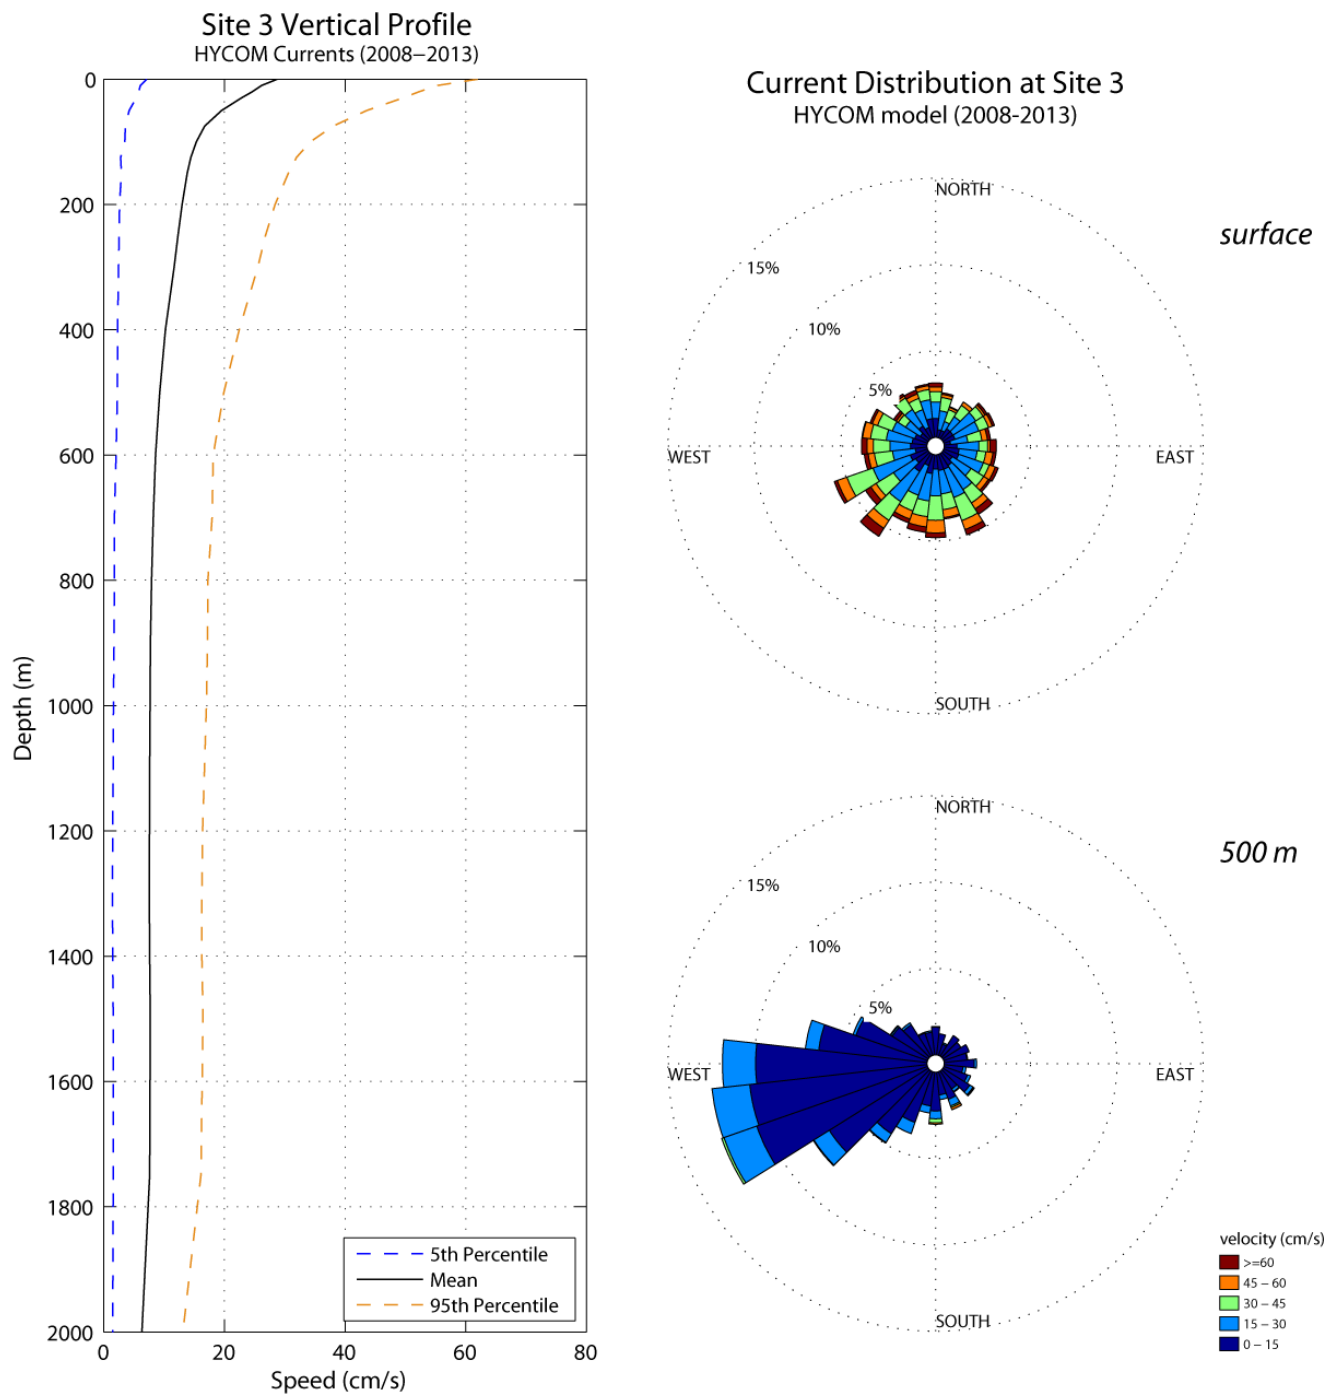 Site 3 Vertical Profile
HYCOM Currents (2008−2013)
0
200
400
600
800
1000
1200
1400
1600
1800
2000
Depth (m)
0 20 40 60 80
Speed (cm/s)
5th Percentile
Mean
95th Percentile
Current Distribution at Site 3
HYCOM model (2008-2013)
surface
NORTH
15%
10%
5%
WEST EAST
SOUTH
500 m
NORTH
15%
10%
5%
WEST EAST
SOUTH
velocity (cm/s)
>=60
45 − 60
30 − 45
15 − 30
0 − 15